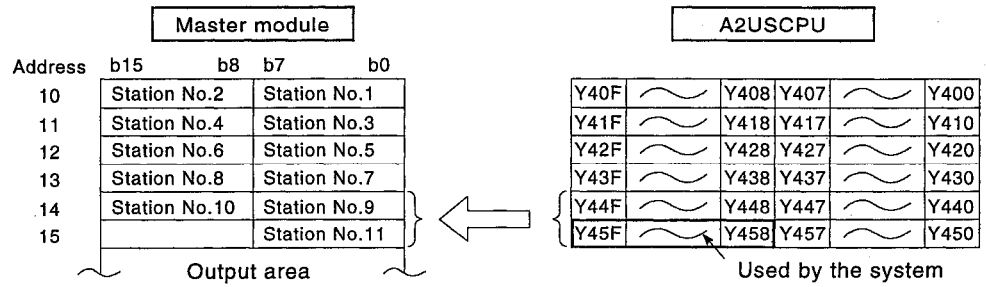 Master module A2USCPU
Address b15 b8 b7 b0
10 Station No.2 Station No.1 Y40F Y408 Y407 Y400
11 Station No.4 Station No.3 Y41F Y418 Y417 Y410
12 Station No.6 Station No.5 Y42F Y428 Y427 Y420
13 Station No.8 Station No.7 Y43F Y438 Y437 Y430
14 Station No.10 Station No.9 Y44F Y448 Y447 Y440
15 Station No.11 Y45F Y458 Y457 Y450
Output area Used by the system